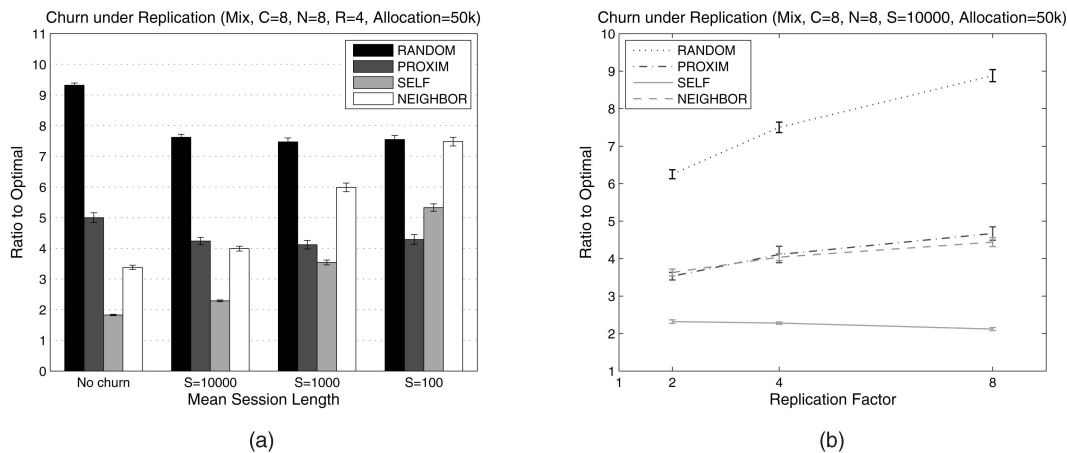 Churn under Replication (Mix, C=8, N=8, R=4, Allocation=50k)
11
10
9
8
7
6
5
4
3
2
1
0
Ratio to Optimal
RANDOM
PROXIM
SELF
NEIGHBOR
No churn S=10000 S=1000 S=100
Mean Session Length
(a)
Churn under Replication (Mix, C=8, N=8, S=10000, Allocation=50k)
10
9
8
7
6
5
4
3
2
1
Ratio to Optimal
RANDOM
PROXIM
SELF
NEIGHBOR
1 2 4 8
Replication Factor
(b)